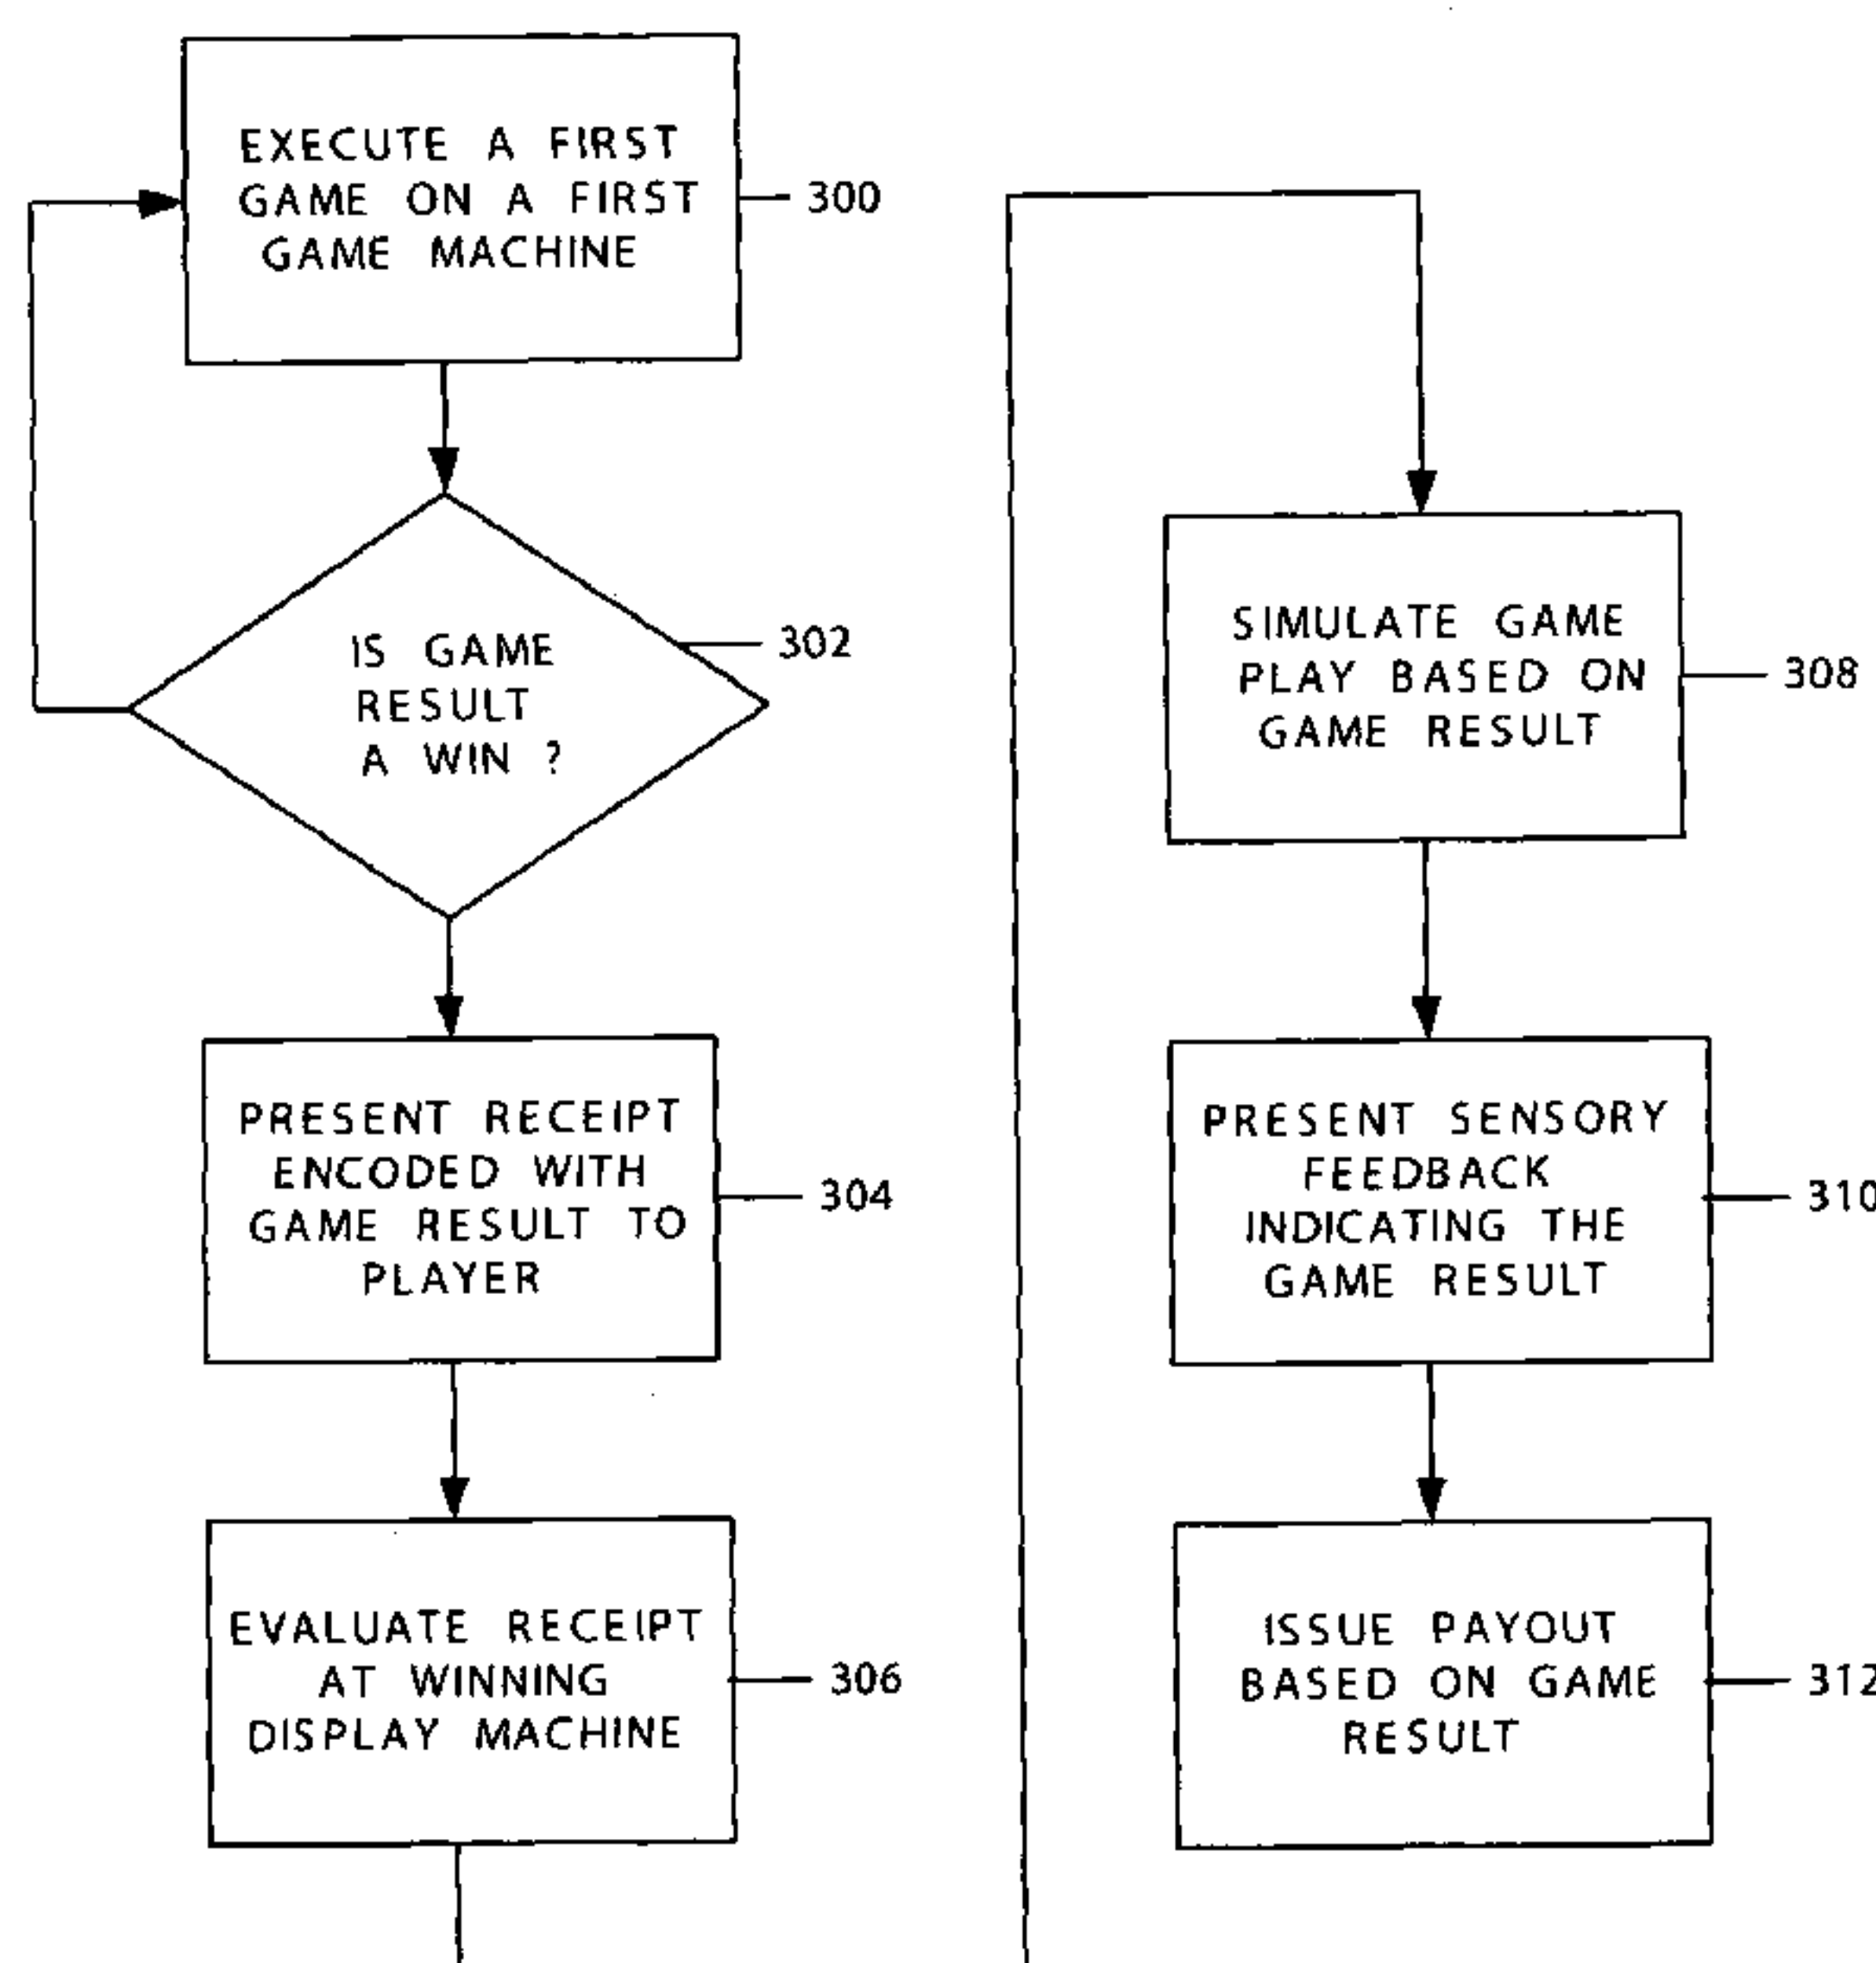 EXECUTE A FIRST
GAME ON A FIRST
GAME MACHINE
300
IS GAME
RESULT
A WIN ?
302
PRESENT RECEIPT
ENCODED WITH
GAME RESULT TO
PLAYER
304
EVALUATE RECEIPT
AT WINNING
DISPLAY MACHINE
306
SIMULATE GAME
PLAY BASED ON
GAME RESULT
308
PRESENT SENSORY
FEEDBACK
INDICATING THE
GAME RESULT
310
ISSUE PAYOUT
BASED ON GAME
RESULT
312